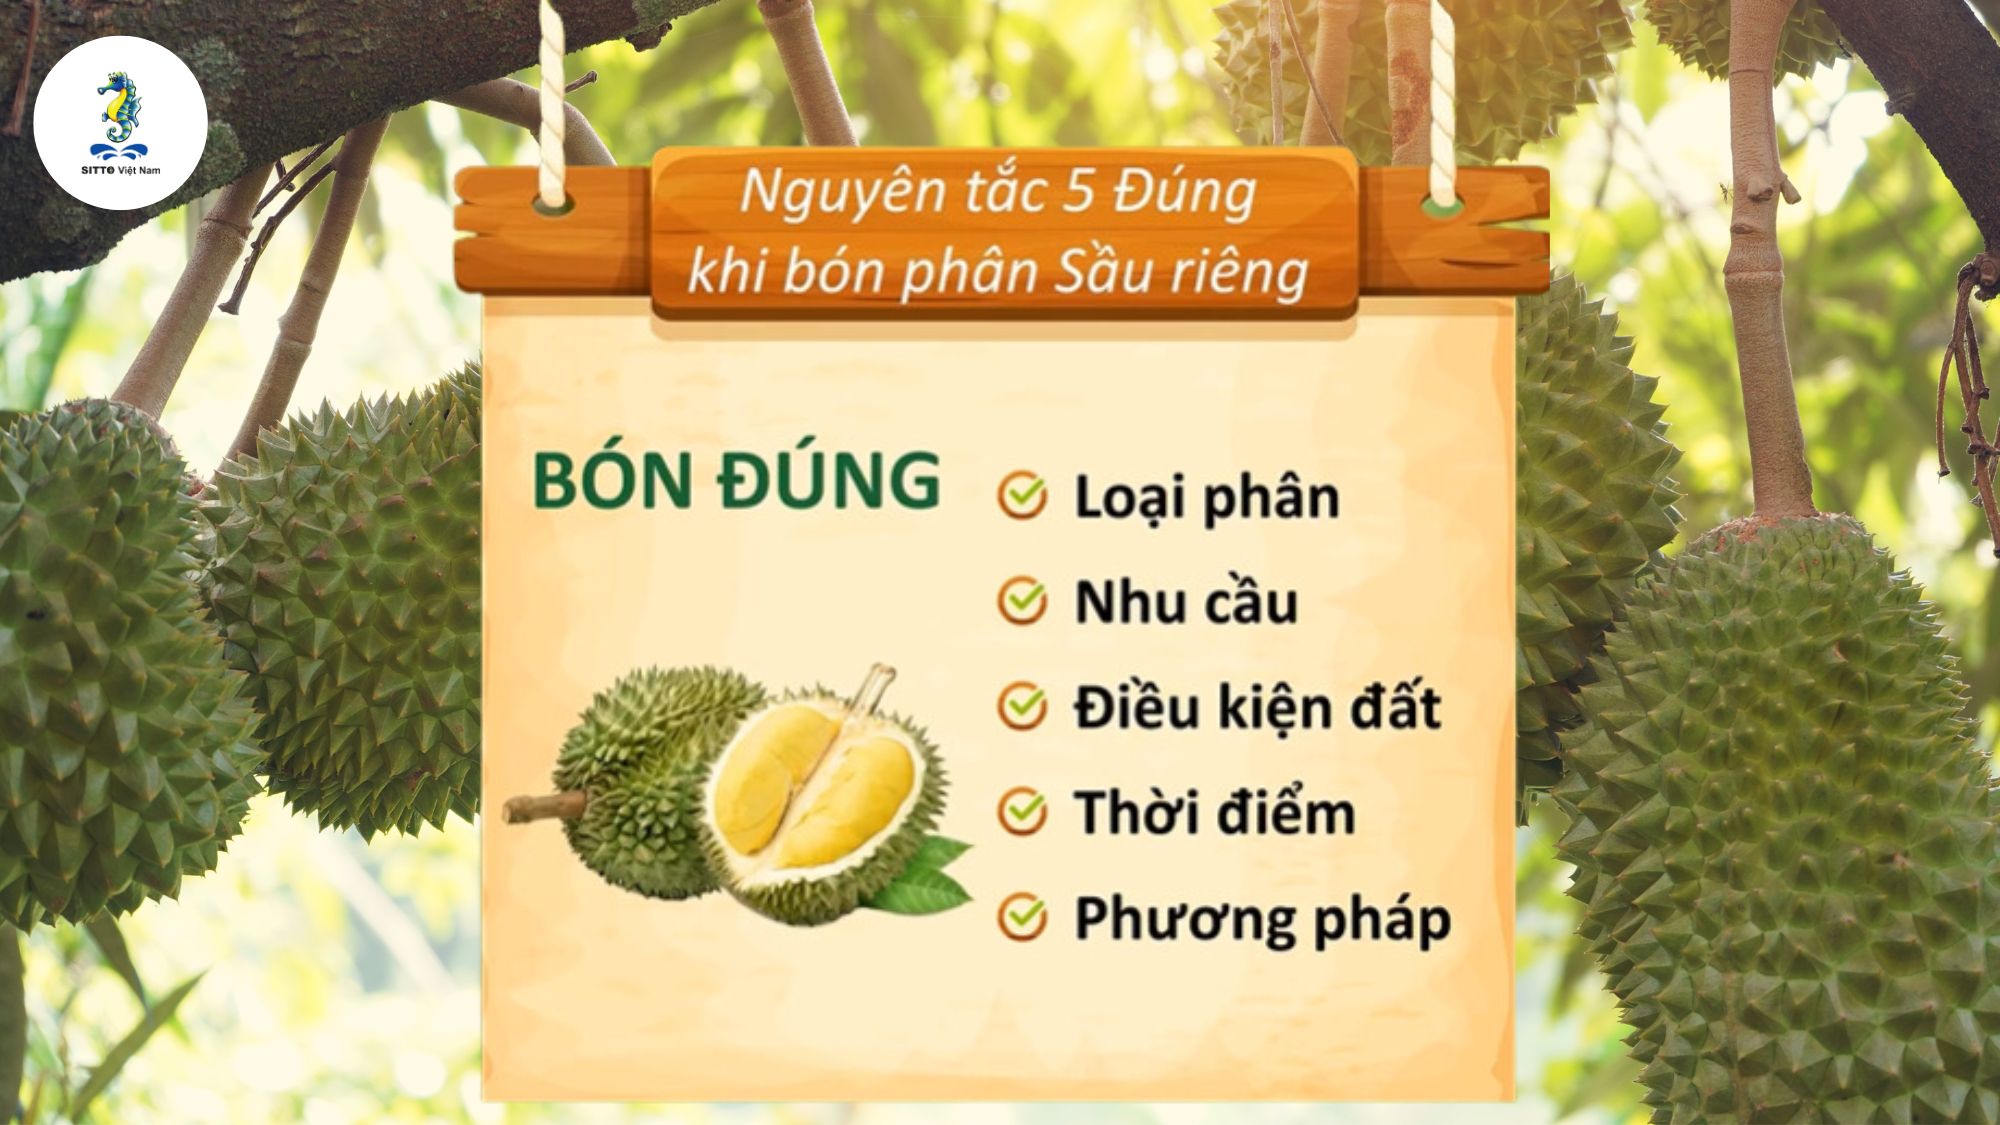 SITTO Việt Nam
Nguyên tắc 5 Đúng
khi bón phân Sầu riêng
BÓN ĐÚNG
Loại phân
Nhu cầu
Điều kiện đất
Thời điểm
Phương pháp